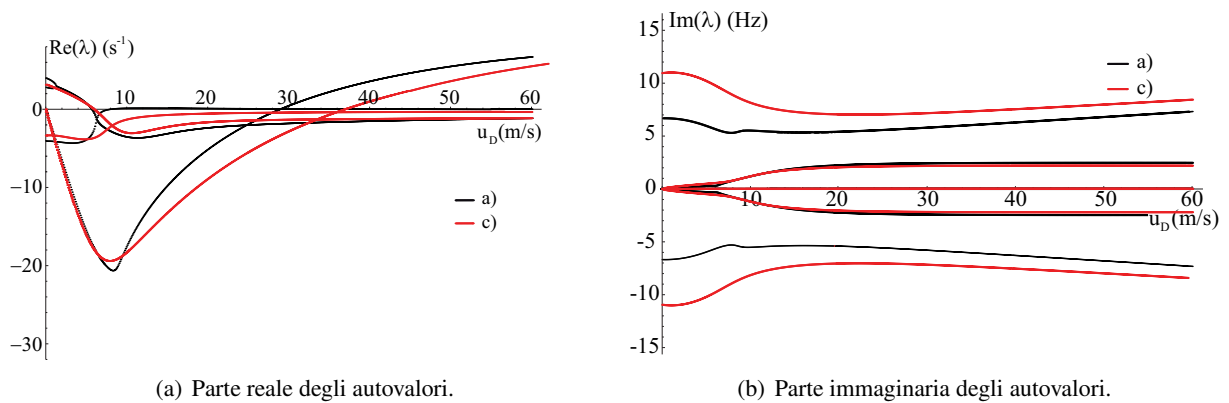 Re(λ) (s⁻¹)
0
10
20
30
40
50
60
u_D(m/s)
−10
−20
−30
a)
c)
(a) Parte reale degli autovalori.
Im(λ) (Hz)
15
10
5
0
-5
-10
-15
10
20
30
40
50
60
u_D(m/s)
a)
c)
(b) Parte immaginaria degli autovalori.